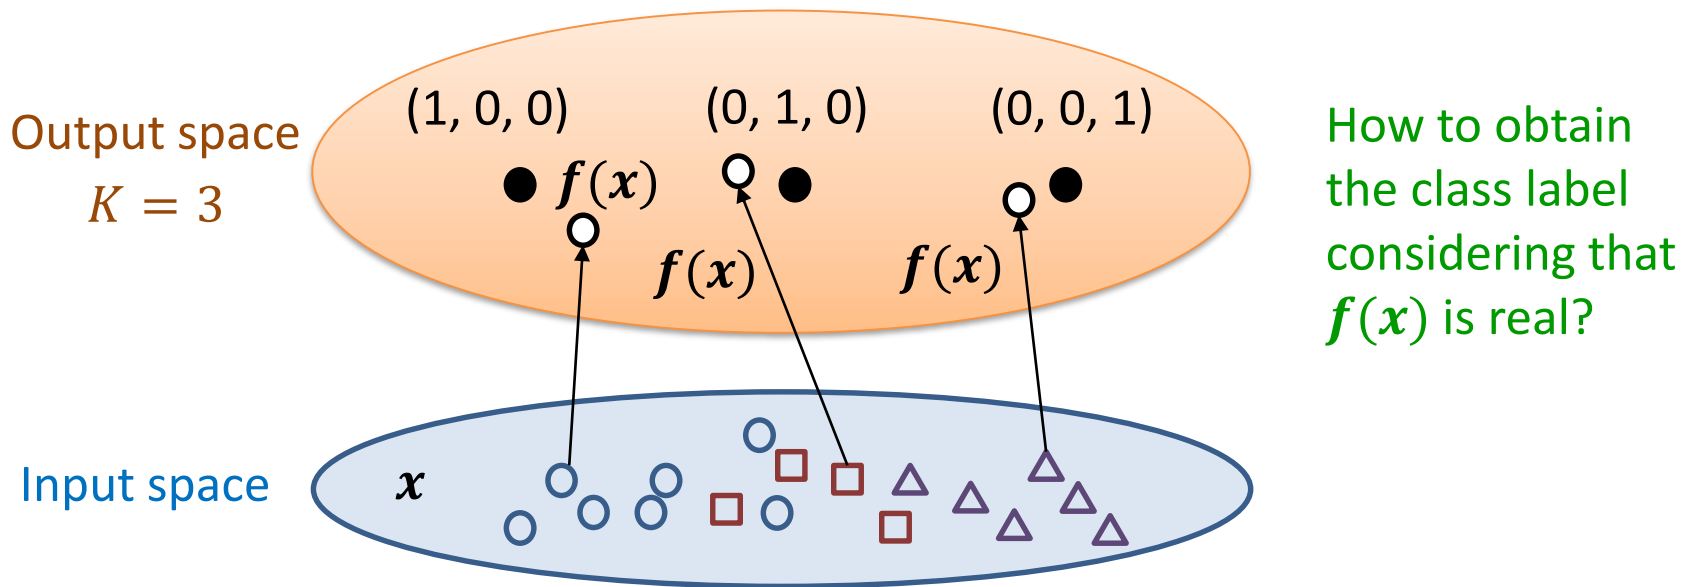 Output space
K = 3
(1, 0, 0)
(0, 1, 0)
(0, 0, 1)
f(x)
f(x)
f(x)
How to obtain
the class label
considering that
f(x) is real?
Input space
x